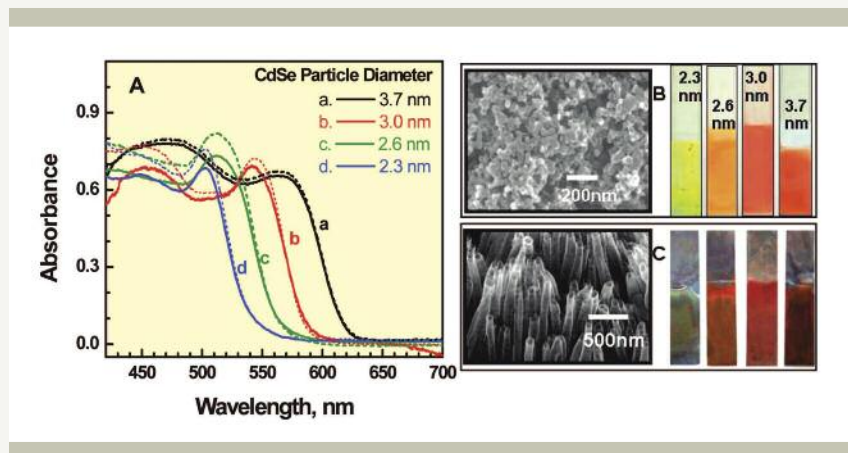 A
CdSe Particle Diameter
a. 3.7 nm
b. 3.0 nm
c. 2.6 nm
d. 2.3 nm
0.9
0.6
0.3
0.0
Absorbance
a
b
c
d
450 500 550 600 650 700
Wavelength, nm
200nm
B
2.3
nm
2.6
nm
3.0
nm
3.7
nm
500nm
C